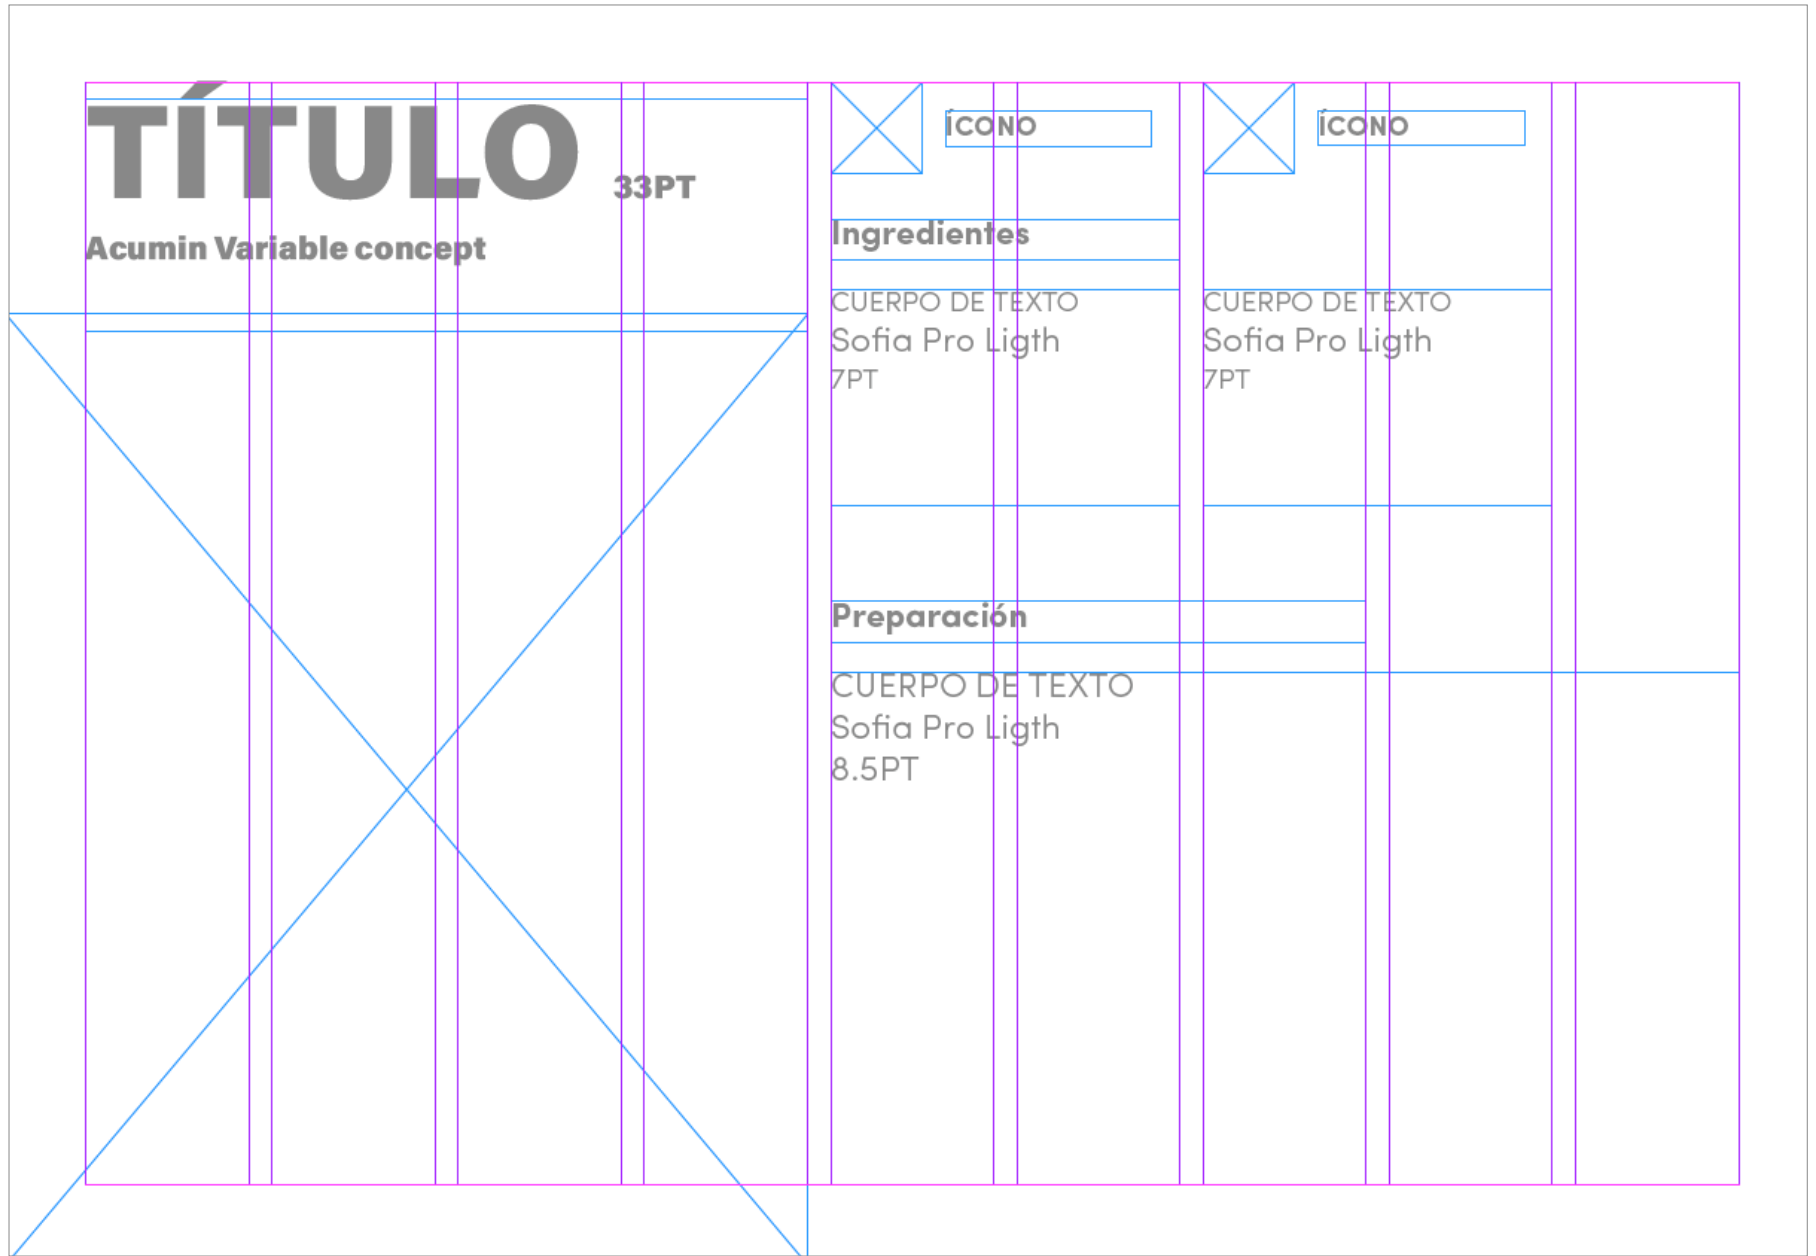 TÍTULO 33PT
Acumin Variable concept
ÍCONO
ÍCONO
Ingredientes
CUERPO DE TEXTO
Sofia Pro Ligth
7PT
CUERPO DE TEXTO
Sofia Pro Ligth
7PT
Preparación
CUERPO DE TEXTO
Sofia Pro Ligth
8.5PT